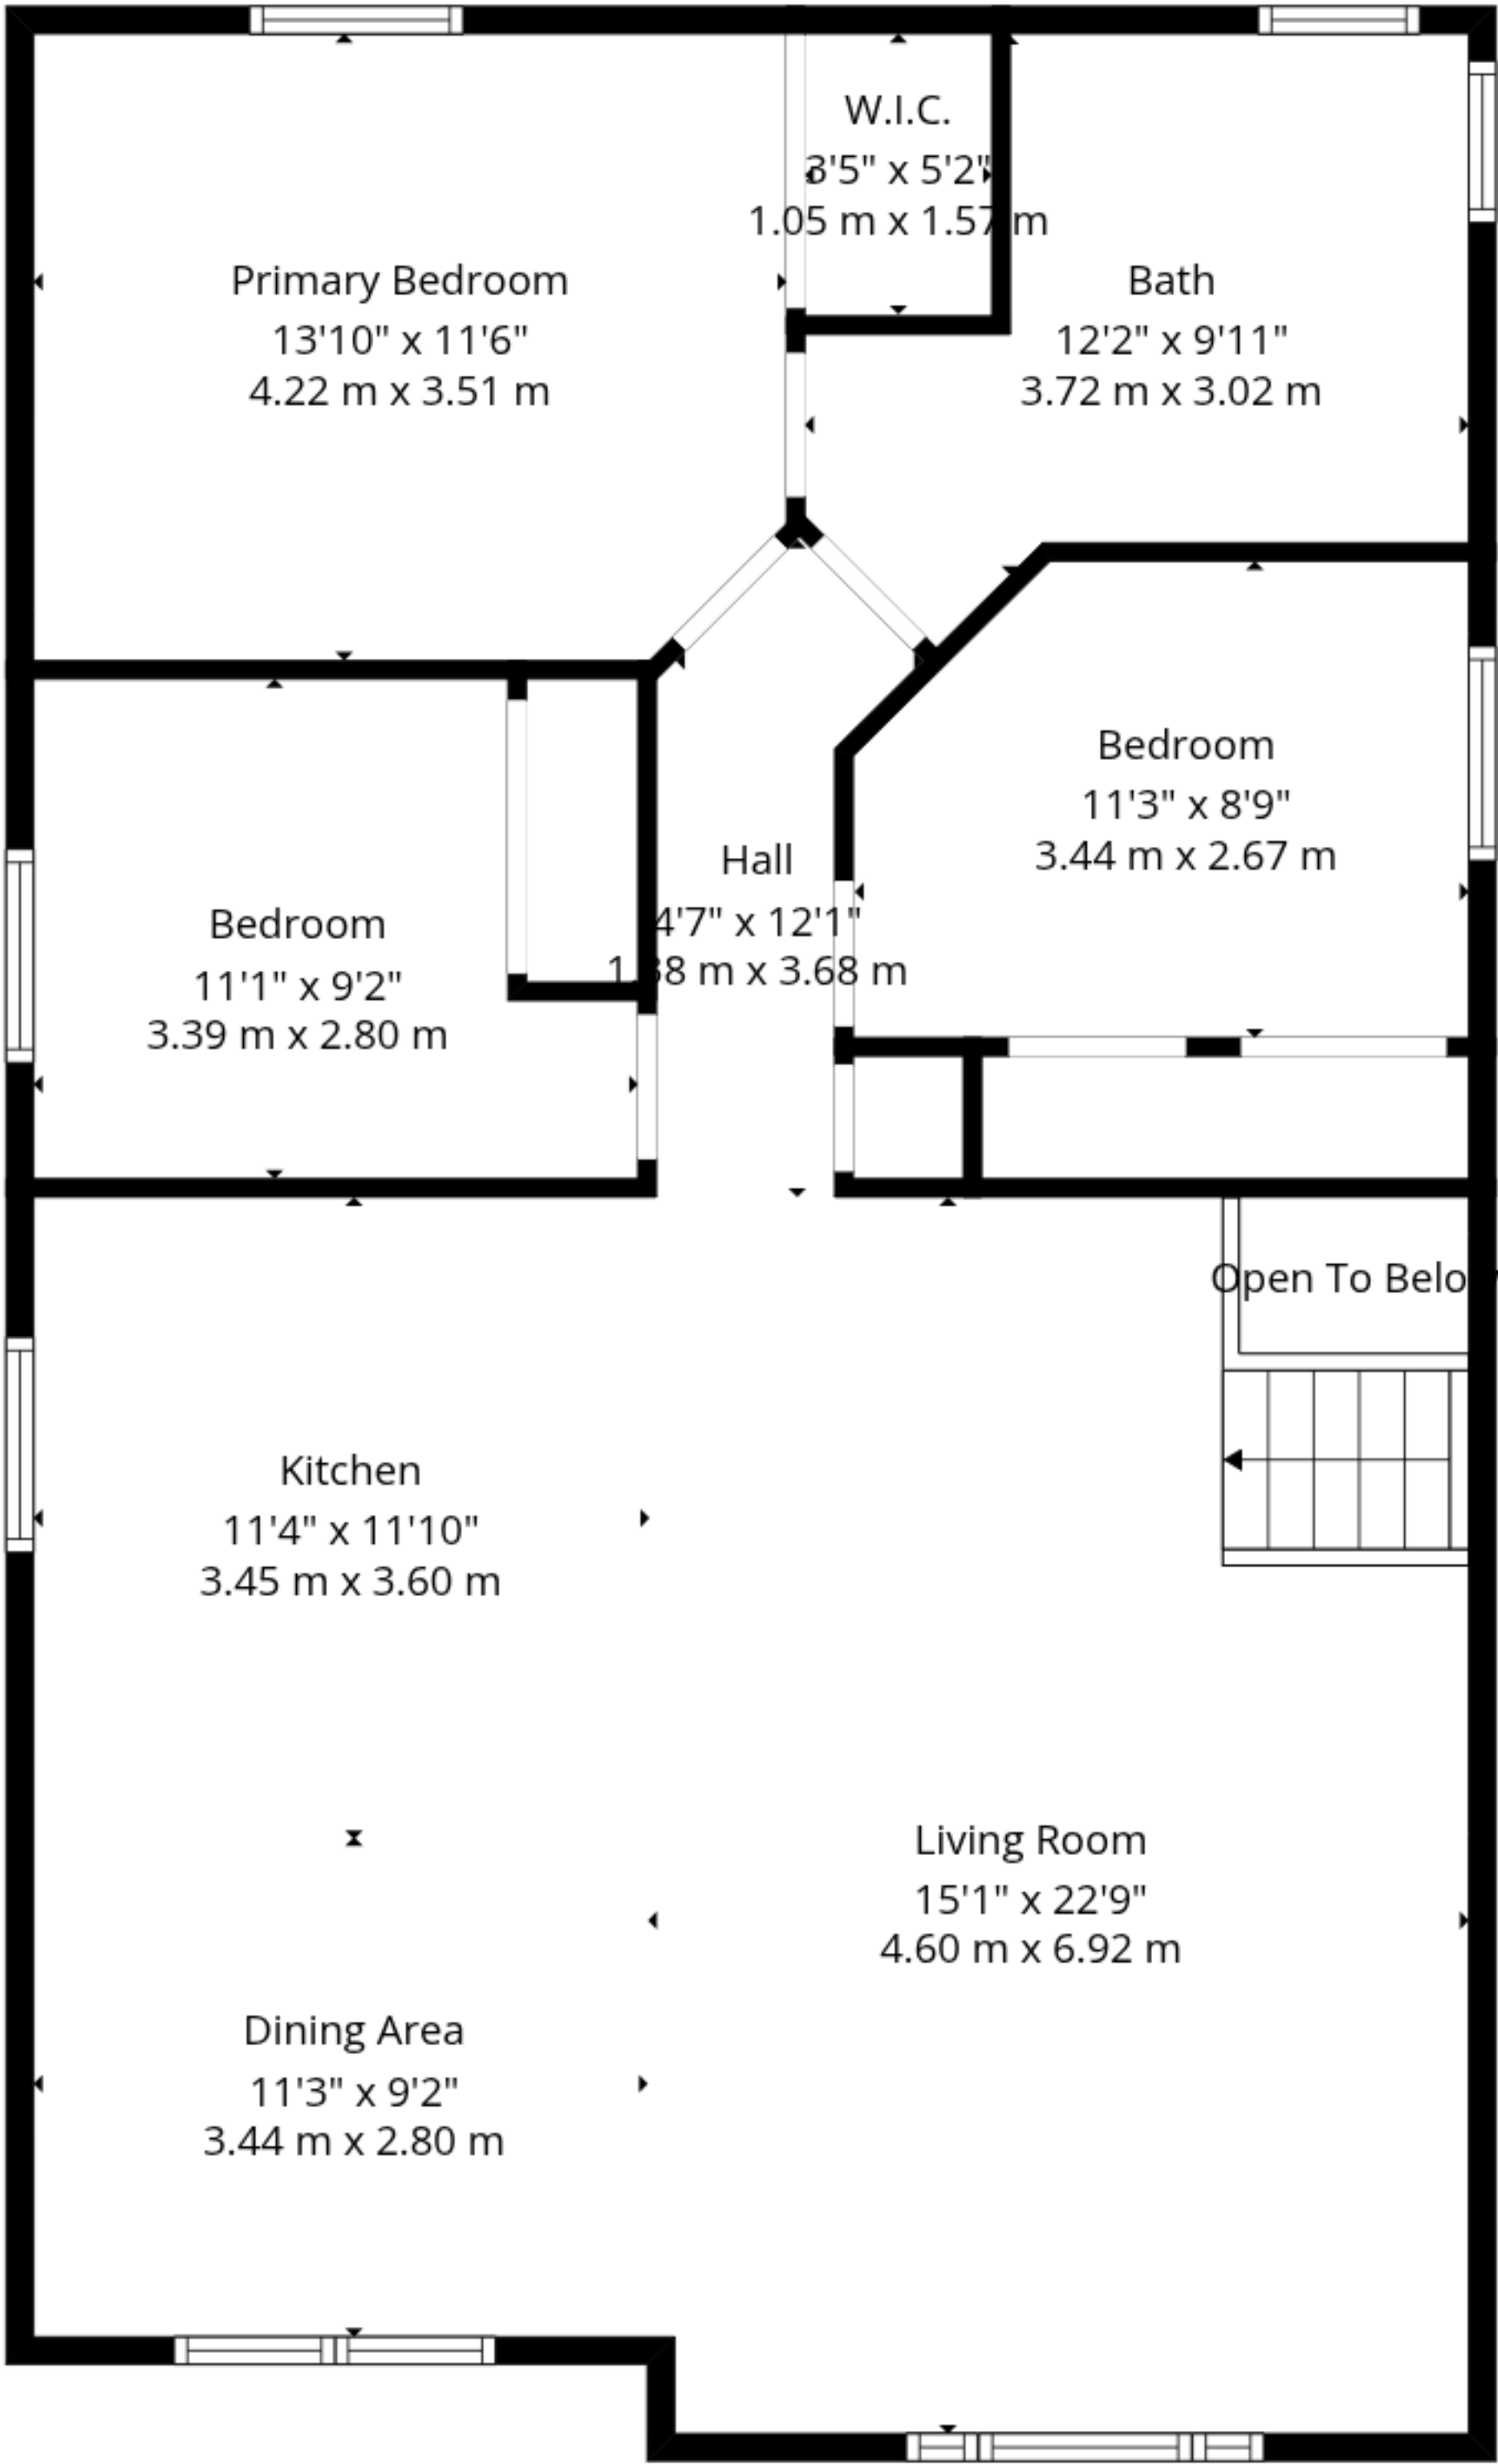 W.I.C.
3'5" x 5'2"
1.05 m x 1.57 m
Primary Bedroom
13'10" x 11'6"
4.22 m x 3.51 m
Bath
12'2" x 9'11"
3.72 m x 3.02 m
Bedroom
11'3" x 8'9"
3.44 m x 2.67 m
Hall
4'7" x 12'1"
m x 3.68 m
Bedroom
11'1" x 9'2"
3.39 m x 2.80 m
Open To Belo
Kitchen
11'4" x 11'10"
3.45 m x 3.60 m
Living Room
15'1" x 22'9"
4.60 m x 6.92 m
Dining Area
11'3" x 9'2"
3.44 m x 2.80 m